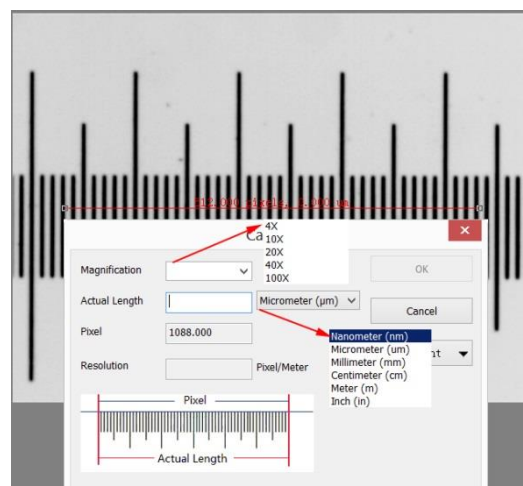 4X
Ca
10X
20X
40X
100X
Magnification
OK
Actual Length
Micrometer (µm)
Cancel
Pixel
1088.000
Nanometer (nm)
Micrometer (um)
nt
Millimeter (mm)
Resolution
Pixel/Meter
Centimeter (cm)
Meter (m)
Inch (in)
Pixel
Actual Length